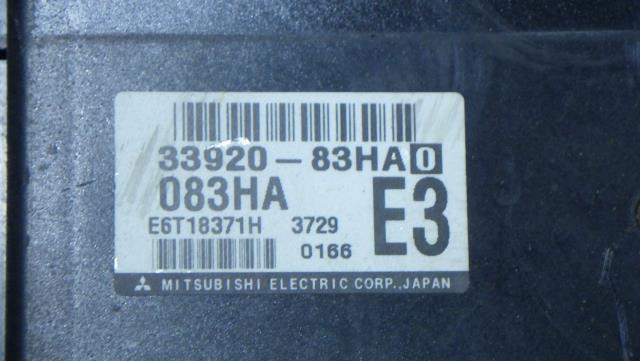 33920-83HA0
083HA E3
E6T18371H 3729
0166
MITSUBISHI ELECTRIC CORP.,JAPAN